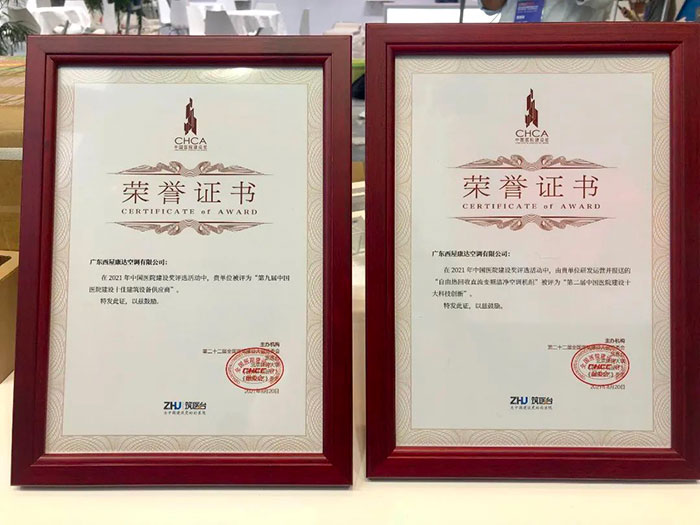 CHCA
中国医院建设奖
荣誉证书
CERTIFICATE of AWARD
广东西屋康达空调有限公司：
在 2021 年中国医院建设奖评选活动中，贵单位被评为“第九届中国
医院建设十佳建筑设备供应商”。
特发此证，以兹鼓励。
主办机构
CHCC
ZHU 筑医台
CHCA
中国医院建设奖
荣誉证书
CERTIFICATE of AWARD
广东西屋康达空调有限公司：
在 2021 年中国医院建设奖评选活动中，由贵单位研发运营并报送的
“自由热回收直流变频洁净空调机组”被评为“第二届中国医院建设十
大科技创新”。
特发此证，以兹鼓励。
主办机构
CHCC
ZHU 筑医台